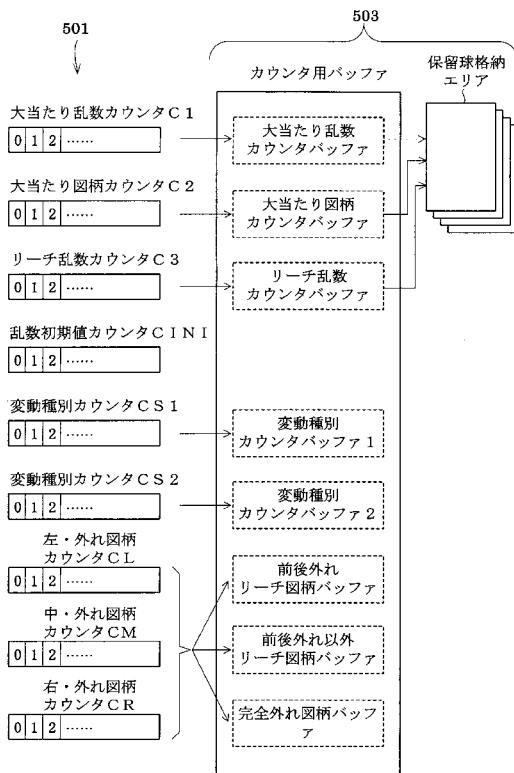 501
503
カウンタ用バッファ
保留球格納
エリア
大当たり乱数カウンタC1
0 1 2 ……
大当たり乱数
カウンタバッファ
大当たり図柄カウンタC2
0 1 2 ……
大当たり図柄
カウンタバッファ
リーチ乱数カウンタC3
0 1 2 ……
リーチ乱数
カウンタバッファ
乱数初期値カウンタCINI
0 1 2 ……
変動種別カウンタCS1
0 1 2 ……
変動種別
カウンタバッファ1
変動種別カウンタCS2
0 1 2 ……
変動種別
カウンタバッファ2
左・外れ図柄
カウンタCL
0 1 2 ……
前後外れ
リーチ図柄バッファ
中・外れ図柄
カウンタCM
0 1 2 ……
前後外れ以外
リーチ図柄バッファ
右・外れ図柄
カウンタCR
0 1 2 ……
完全外れ図柄バッフ
ァ